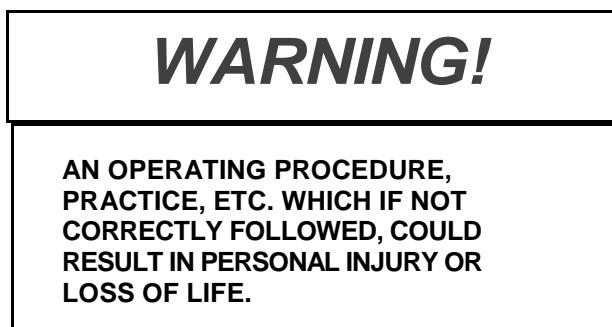 WARNING!
AN OPERATING PROCEDURE,
PRACTICE, ETC. WHICH IF NOT
CORRECTLY FOLLOWED, COULD
RESULT IN PERSONAL INJURY OR
LOSS OF LIFE.